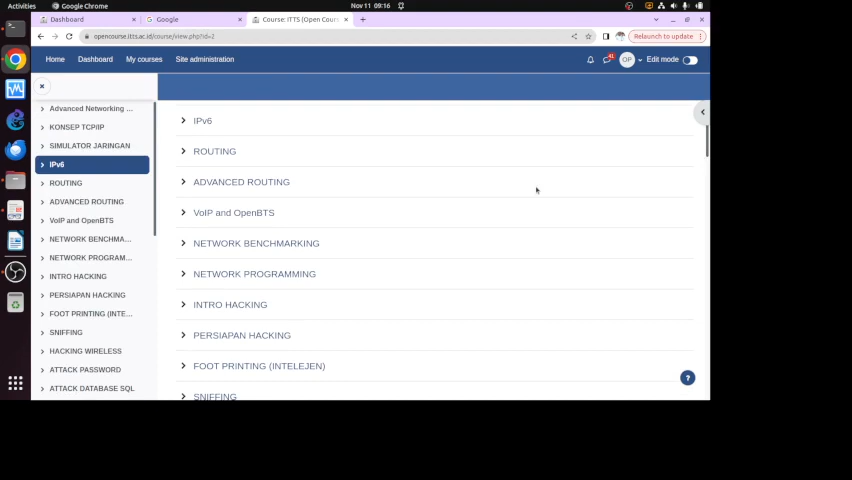 Activities
Google Chrome
Nov 11 09:16
Dashboard
Google
Course: ITTS (Open Cours
opencourse.itts.ac.id/course/view.php?id=2
Relaunch to update
Home
Dashboard
My courses
Site administration
41
OP
Edit mode
Advanced Networking ...
KONSEP TCP/IP
SIMULATOR JARINGAN
IPv6
ROUTING
ADVANCED ROUTING
VoIP and OpenBTS
NETWORK BENCHMA...
NETWORK PROGRAM...
INTRO HACKING
PERSIAPAN HACKING
FOOT PRINTING (INTE...
SNIFFING
HACKING WIRELESS
ATTACK PASSWORD
ATTACK DATABASE SQL
IPv6
ROUTING
ADVANCED ROUTING
VoIP and OpenBTS
NETWORK BENCHMARKING
NETWORK PROGRAMMING
INTRO HACKING
PERSIAPAN HACKING
FOOT PRINTING (INTELEJEN)
SNIFFING
?